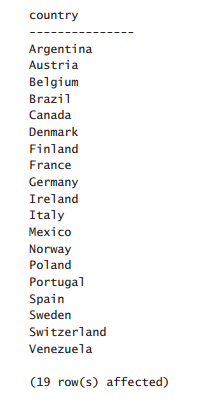 country
---------------
Argentina
Austria
Belgium
Brazil
Canada
Denmark
Finland
France
Germany
Ireland
Italy
Mexico
Norway
Poland
Portugal
Spain
Sweden
Switzerland
Venezuela
(19 row(s) affected)